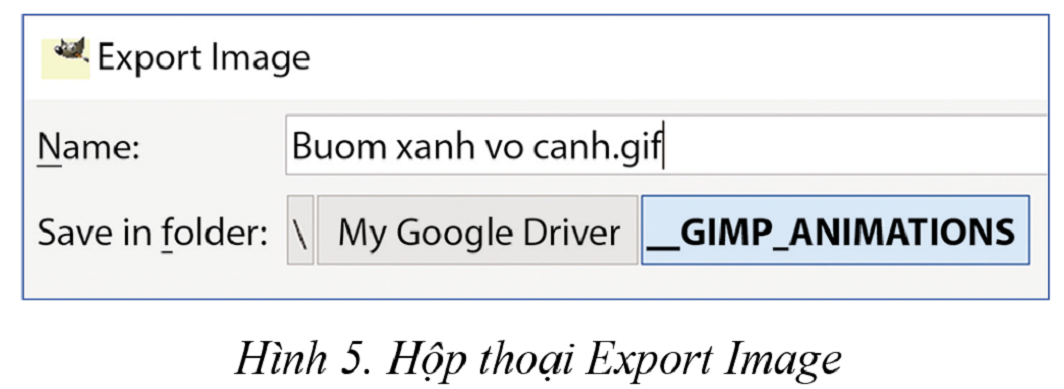 Export Image
Name: Buom xanh vo canh.gif
Save in folder: \ My Google Driver __GIMP_ANIMATIONS
Hình 5. Hộp thoại Export Image